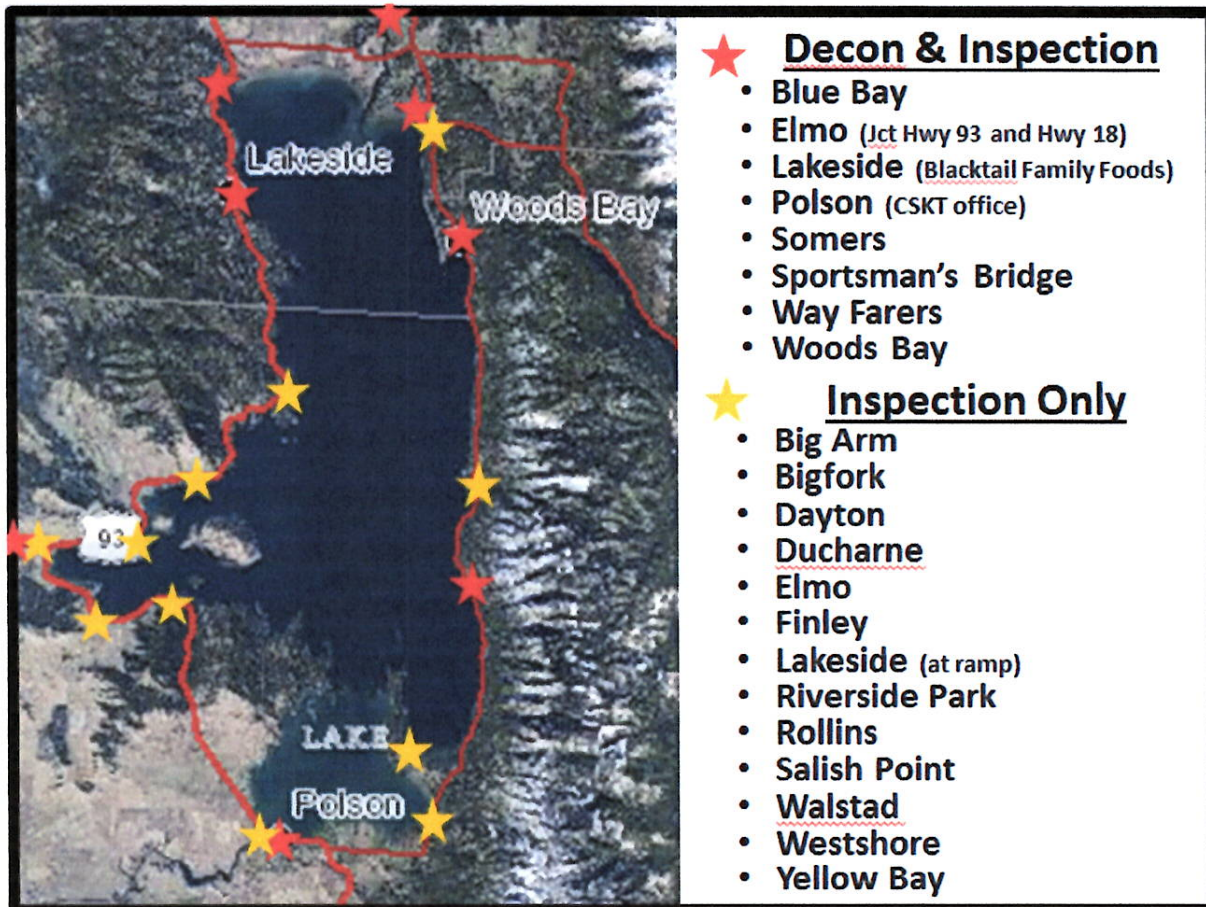 Lakeside
Woods Bay
93
LAKE
Polson
Decon & Inspection
• Blue Bay
• Elmo (Jct Hwy 93 and Hwy 18)
• Lakeside (Blacktail Family Foods)
• Polson (CSKT office)
• Somers
• Sportsman's Bridge
• Way Farers
• Woods Bay
Inspection Only
• Big Arm
• Bigfork
• Dayton
• Ducharne
• Elmo
• Finley
• Lakeside (at ramp)
• Riverside Park
• Rollins
• Salish Point
• Walstad
• Westshore
• Yellow Bay